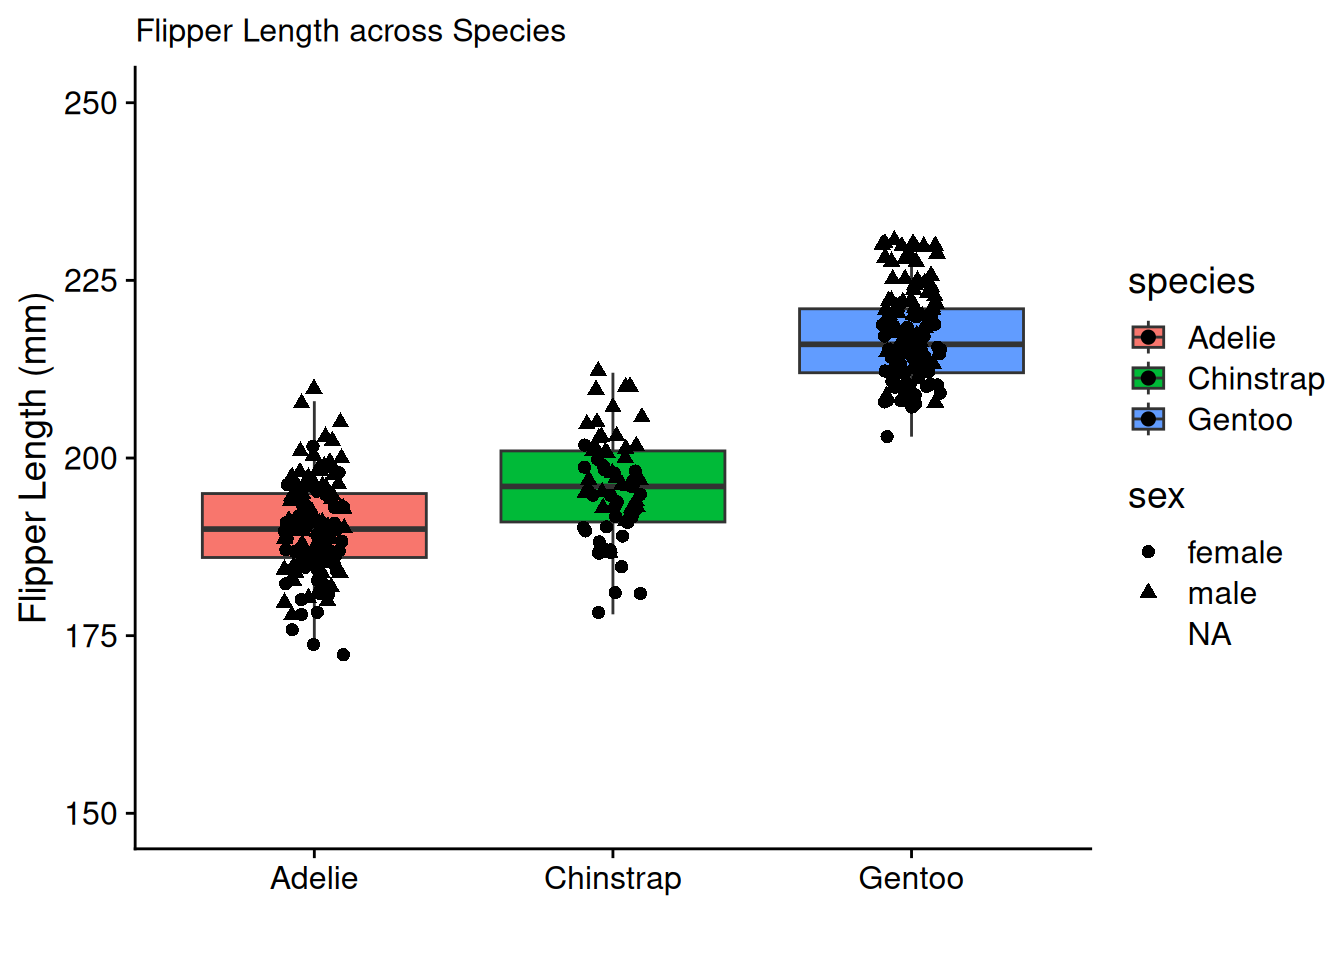 Flipper Length across Species
Flipper Length (mm)
250
225
200
175
150
Adelie
Chinstrap
Gentoo
species
Adelie
Chinstrap
Gentoo
sex
female
male
NA